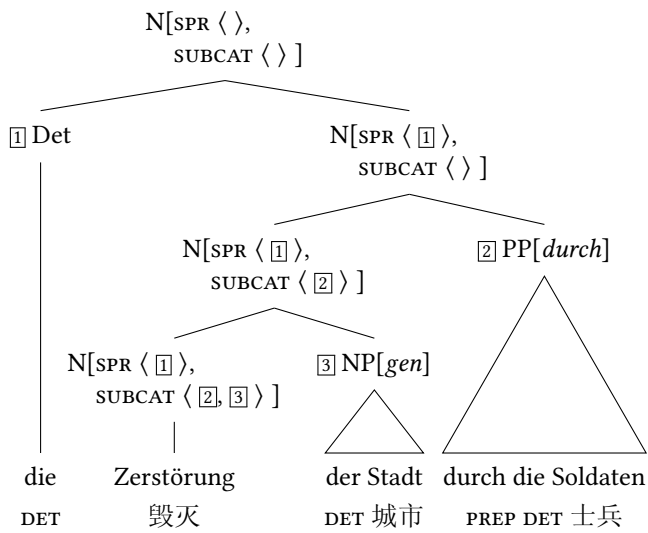 N[SPR ⟨ ⟩,
SUBCAT ⟨ ⟩ ]
1 Det
N[SPR ⟨ 1 ⟩,
SUBCAT ⟨ ⟩ ]
N[SPR ⟨ 1 ⟩,
SUBCAT ⟨ 2 ⟩ ]
2 PP[durch]
N[SPR ⟨ 1 ⟩,
SUBCAT ⟨ 2, 3 ⟩ ]
3 NP[gen]
die Zerstörung der Stadt durch die Soldaten
DET 毁灭 DET 城市 PREP DET 士兵